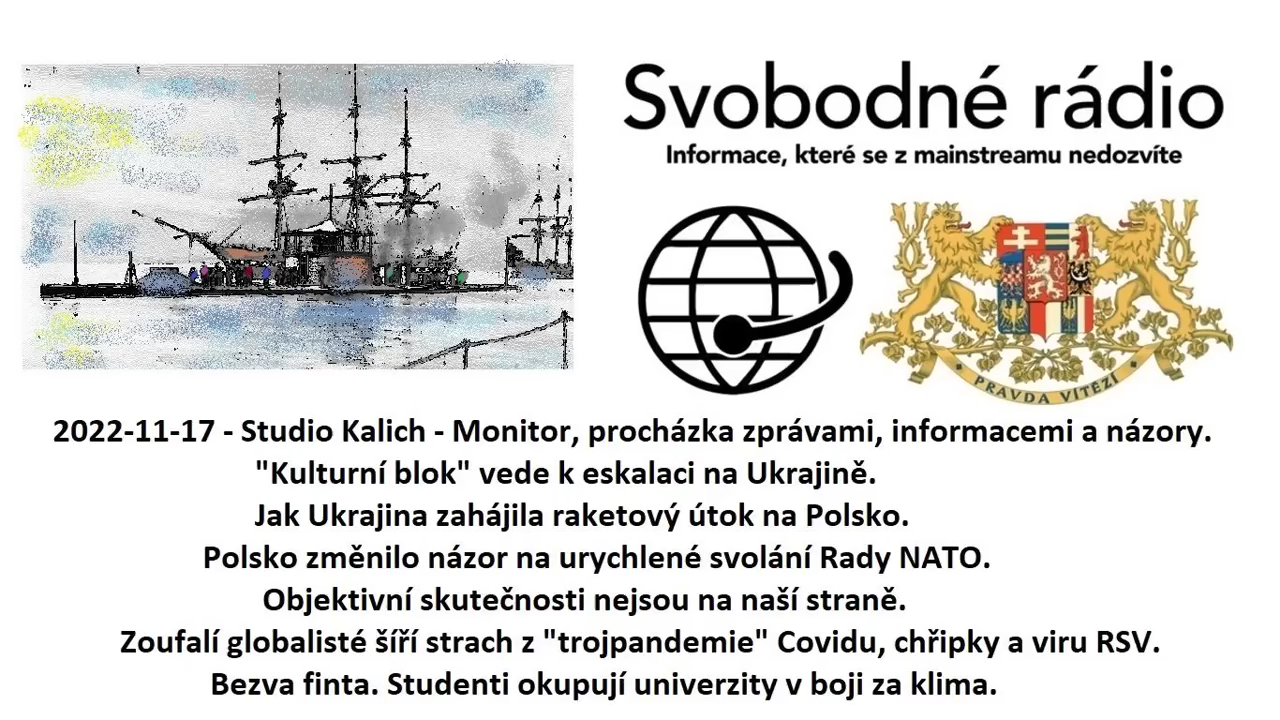 Svobodné rádio
Informace, které se z mainstreamu nedozvíte
PRAVDA VÍTĚZÍ
2022-11-17 - Studio Kalich - Monitor, procházka zprávami, informacemi a názory.
"Kulturní blok" vede k eskalaci na Ukrajině.
Jak Ukrajina zahájila raketový útok na Polsko.
Polsko změnilo názor na urychlené svolání Rady NATO.
Objektivní skutečnosti nejsou na naší straně.
Zoufalí globalisté šíří strach z "trojpandemie" Covidu, chřipky a viru RSV.
Bezva finta. Studenti okupují univerzity v boji za klima.